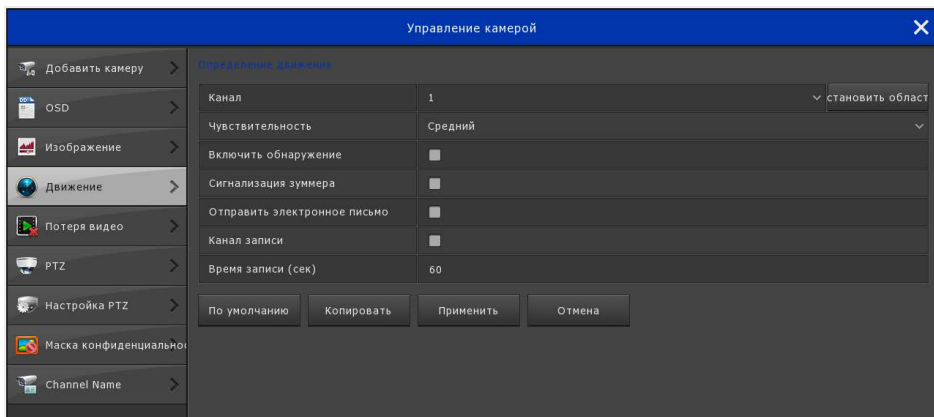 Управление камерой
Добавить камеру
OSD
Изображение
Движение
Потеря видео
PTZ
Настройка PTZ
Маска конфиденциально
Channel Name
Определение движения
Канал 1 становить област
Чувствительность Средний
Включить обнаружение
Сигнализация зуммера
Отправить электронное письмо
Канал записи
Время записи (сек) 60
По умолчанию Копировать Применить Отмена